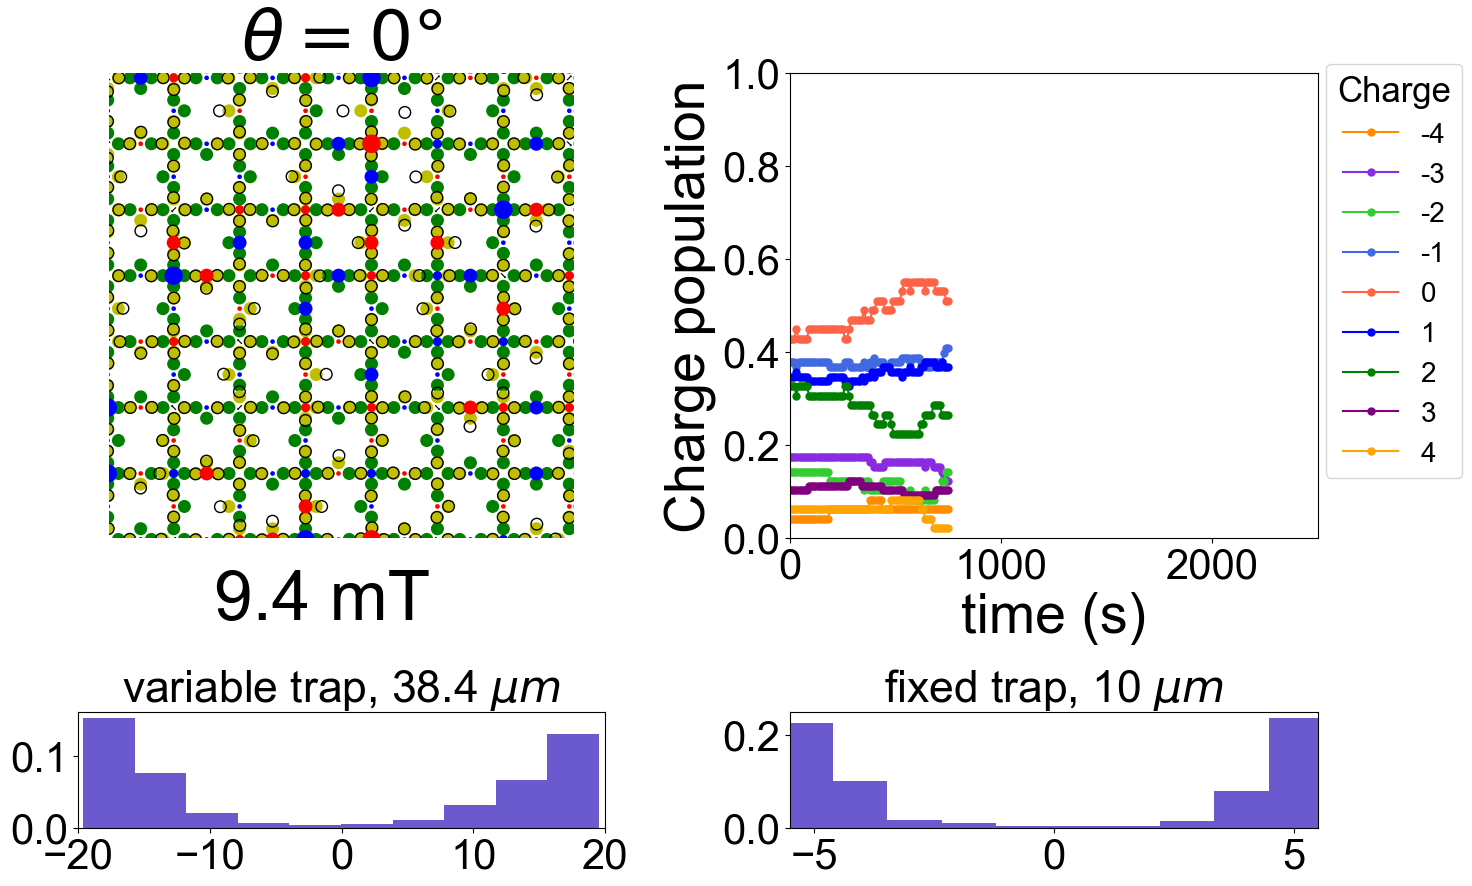 θ = 0°
9.4 mT
Charge population
1.0
0.8
0.6
0.4
0.2
0.0
0 1000 2000
time (s)
Charge
-4
-3
-2
-1
0
1
2
3
4
variable trap, 38.4 μm
0.1
0.0
−20 −10 0 10 20
fixed trap, 10 μm
0.2
0.0
−5 0 5